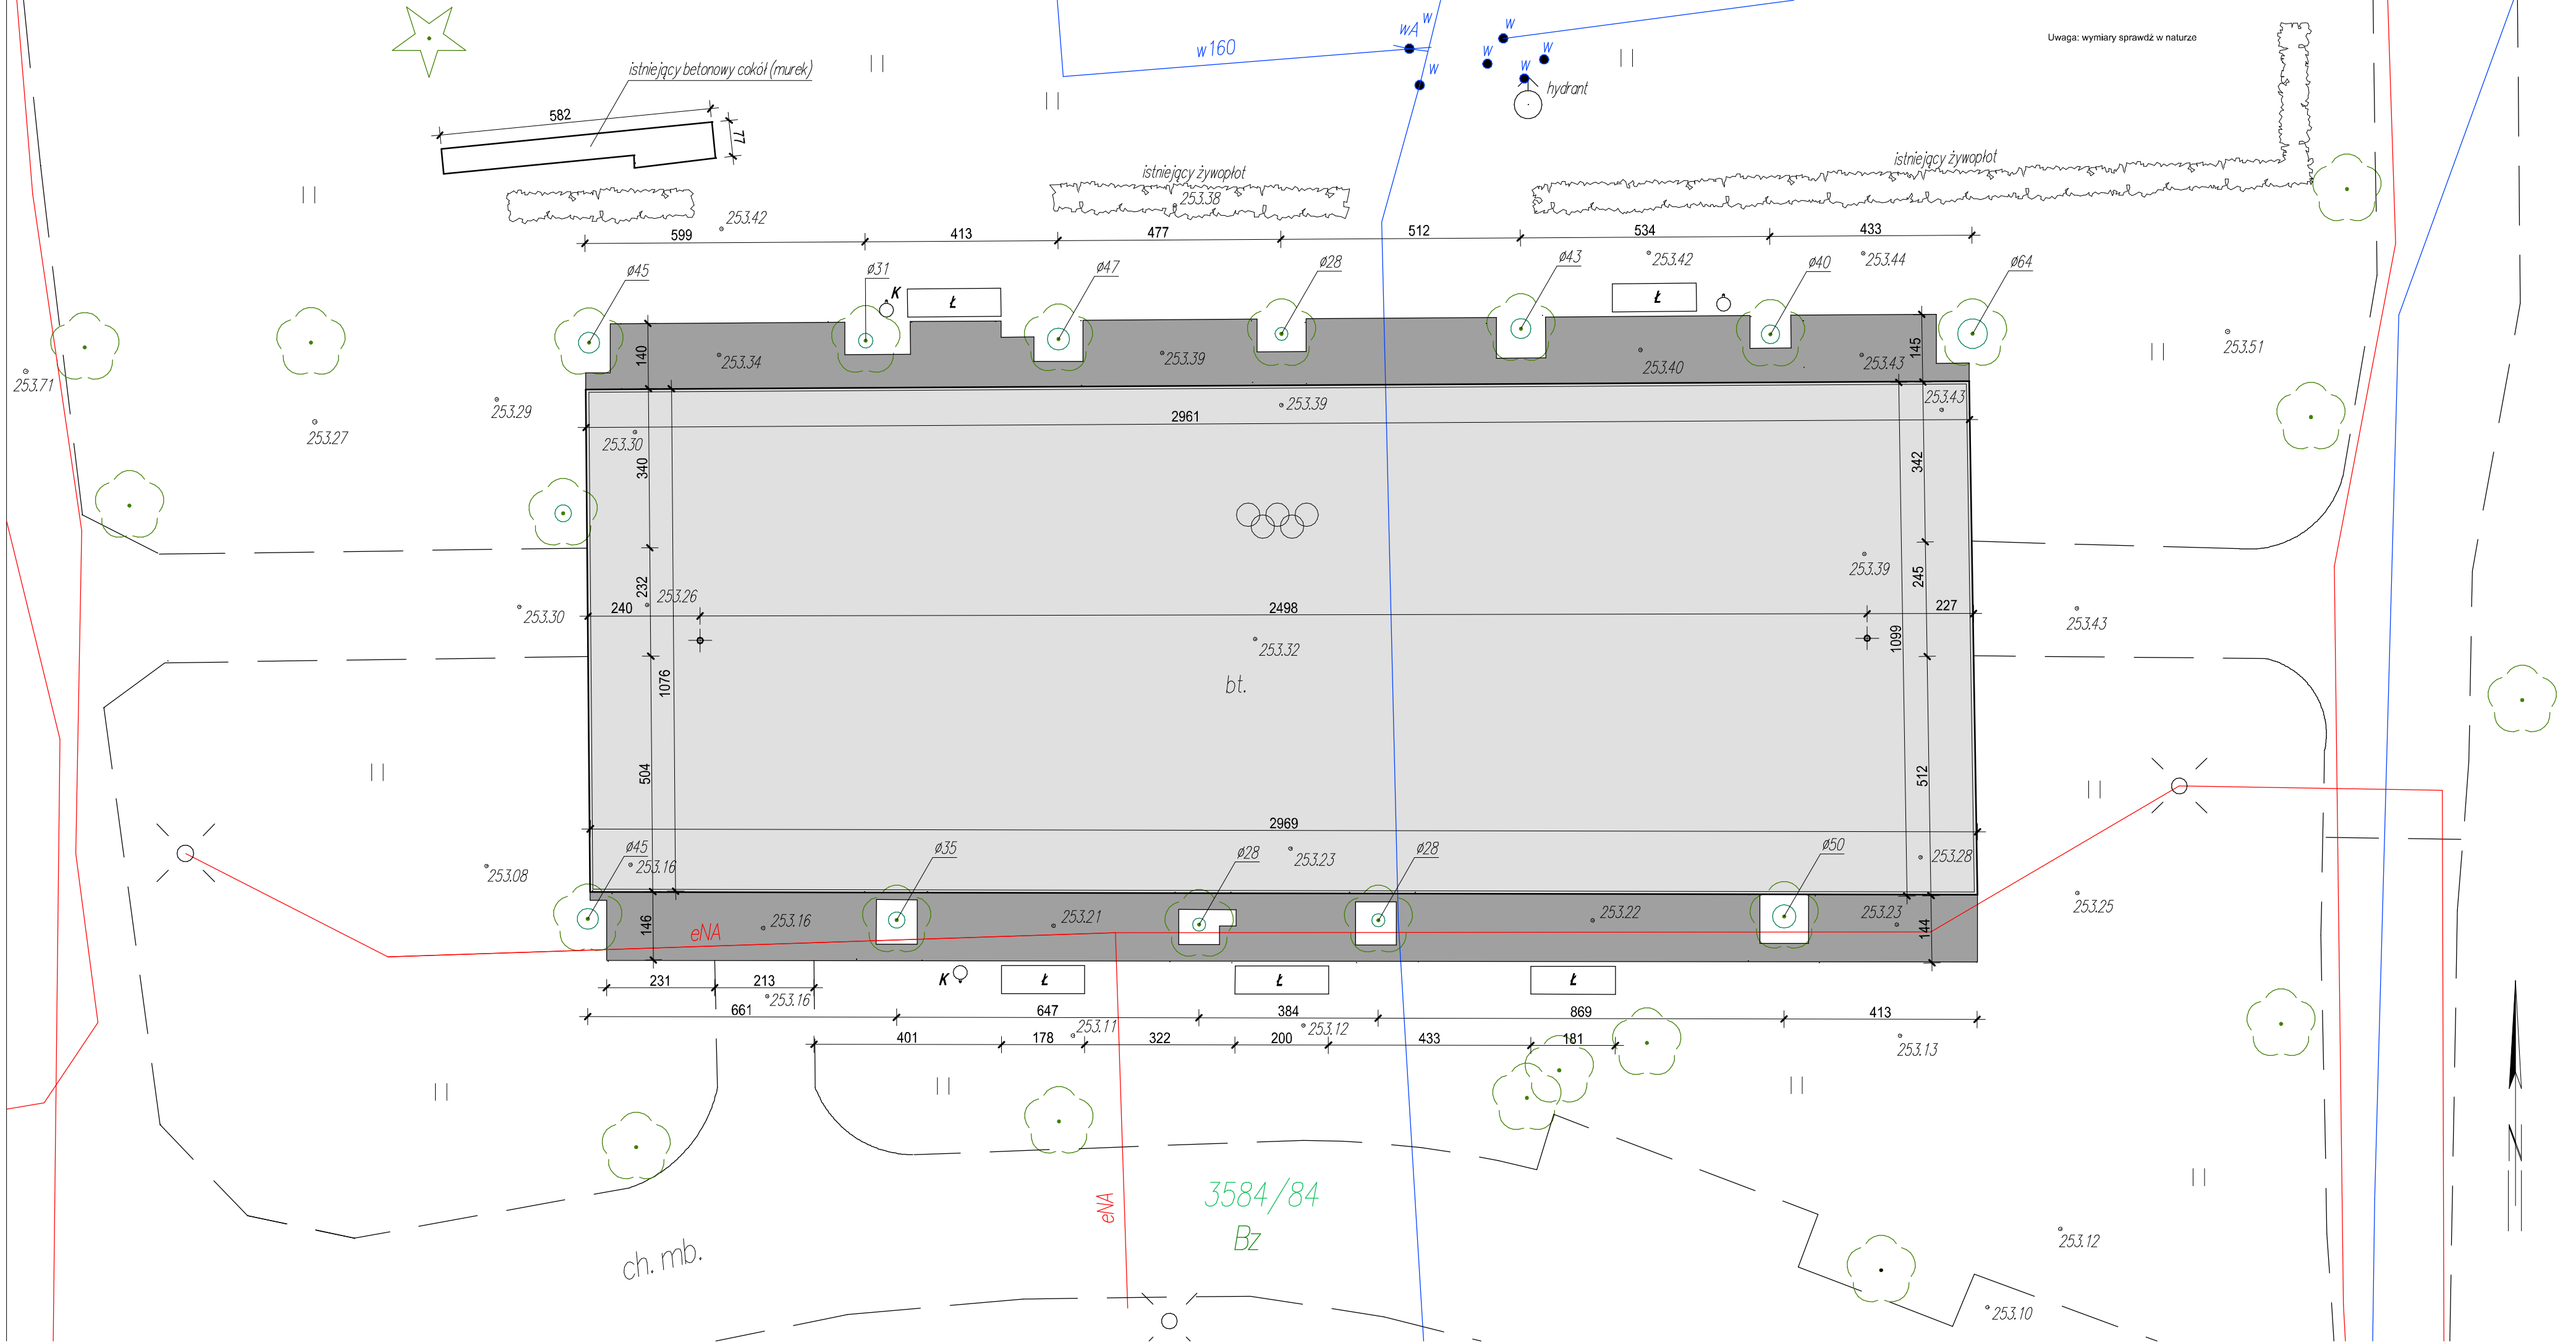 w
wA
w
w160
w
w
w
w
w
hydrant
Uwaga: wymiary sprawdź w naturze
istniejący betonowy cokół (murek)
582
77
istniejący żywopłot
253.38
istniejący żywopłot
253.42
599
413
477
512
534
433
ø45
ø31
K
Ł
ø47
ø28
ø43
253.42
Ł
ø40
253.44
ø64
140
253.34
253.39
253.40
253.43
145
253.51
253.71
253.29
253.27
253.30
2961
253.39
253.43
340
342
232
253.26
253.39
245
253.30
240
2498
227
253.43
253.32
1099
1076
bt.
504
512
2969
ø45
253.16
ø35
ø28
253.23
ø28
ø50
253.28
253.08
146
eNA
253.16
253.21
253.22
253.23
144
253.25
K
Ł
Ł
Ł
231
213
253.16
661
647
384
869
413
253.11
253.12
401
178
322
200
433
181
253.13
eNA
3584/84
Bz
ch. mb.
253.12
253.10
N